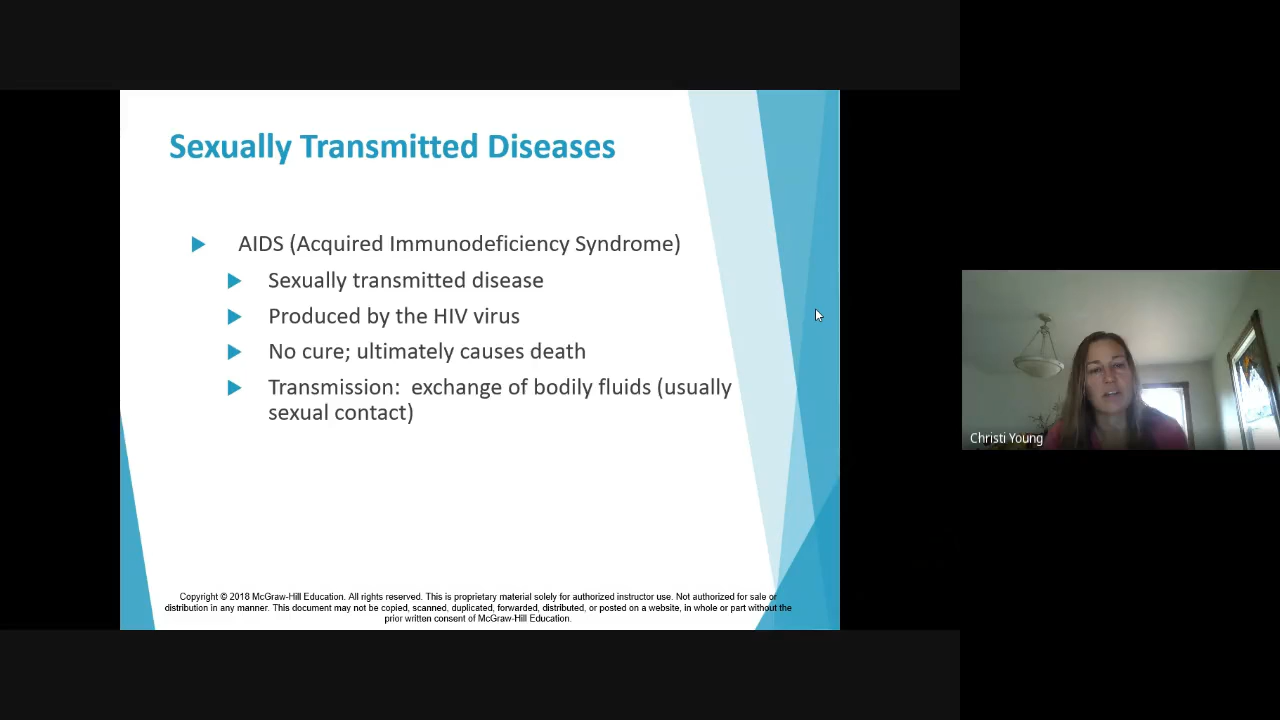 Sexually Transmitted Diseases
AIDS (Acquired Immunodeficiency Syndrome)
Sexually transmitted disease
Produced by the HIV virus
No cure; ultimately causes death
Transmission:  exchange of bodily fluids (usually
sexual contact)
Copyright © 2018 McGraw-Hill Education. All rights reserved. This is proprietary material solely for authorized instructor use. Not authorized for sale or
distribution in any manner. This document may not be copied, scanned, duplicated, forwarded, distributed, or posted on a website, in whole or part without the
prior written consent of McGraw-Hill Education.
Christi Young